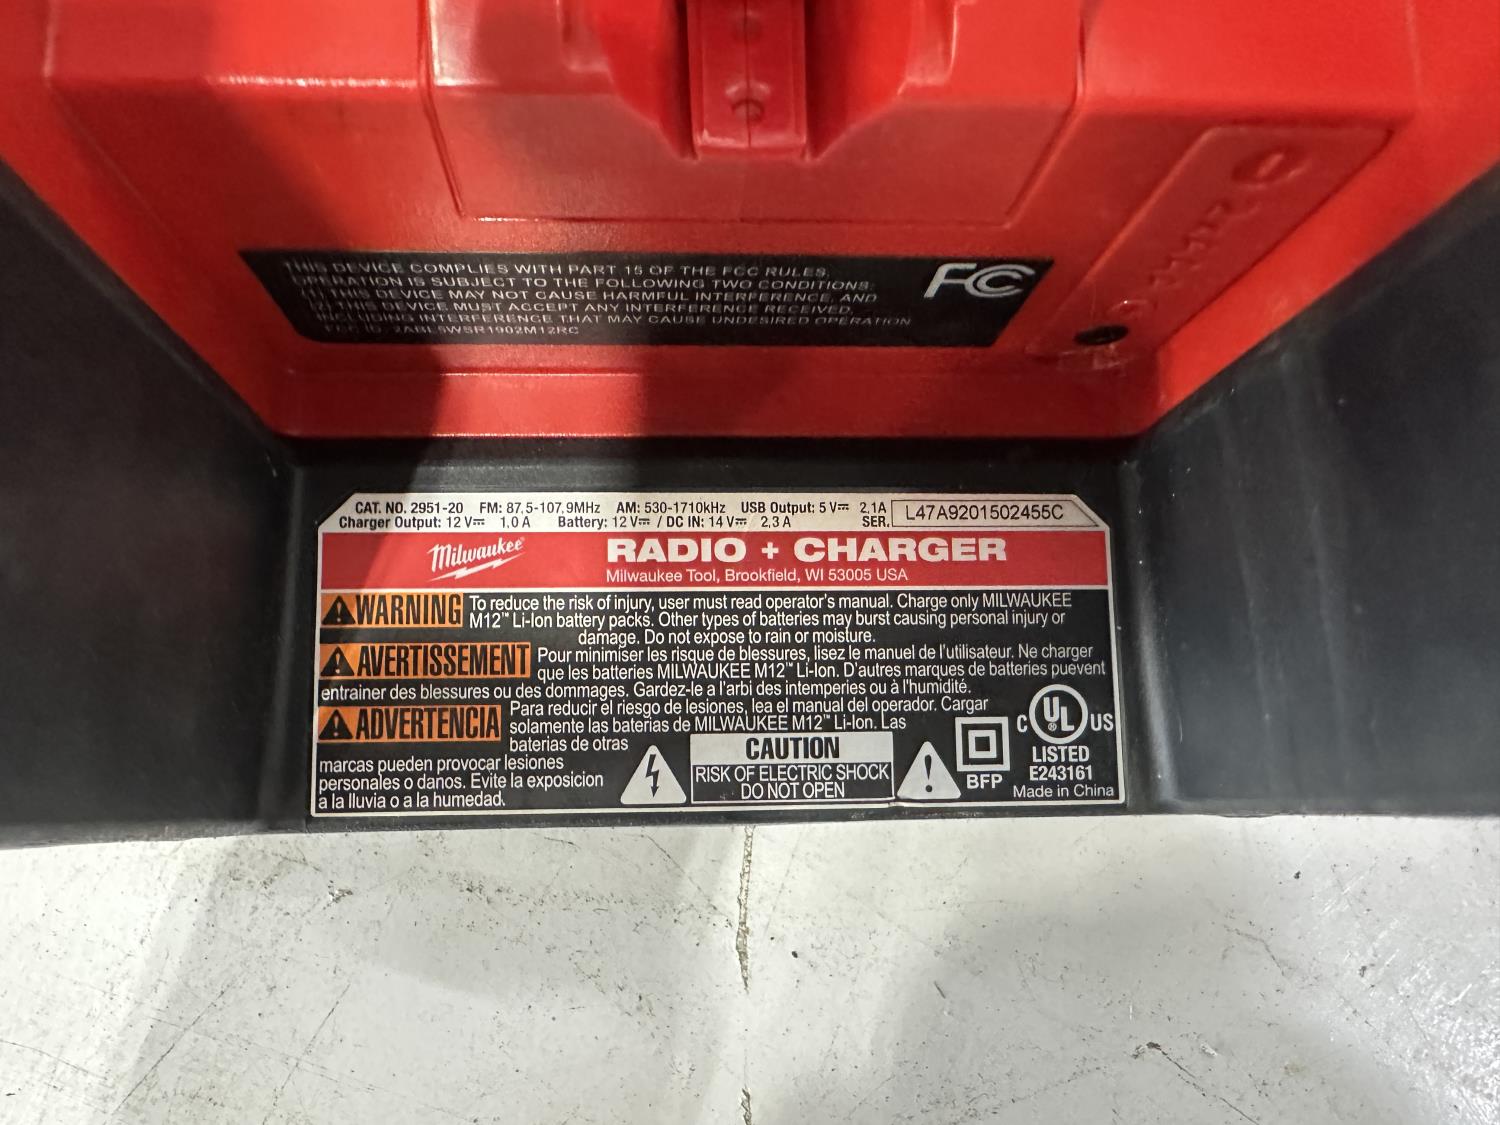 THIS DEVICE COMPLIES WITH PART 15 OF THE FCC RULES.
OPERATION IS SUBJECT TO THE FOLLOWING TWO CONDITIONS:
(1) THIS DEVICE MAY NOT CAUSE HARMFUL INTERFERENCE, AND
(2) THIS DEVICE MUST ACCEPT ANY INTERFERENCE RECEIVED,
INCLUDING INTERFERENCE THAT MAY CAUSE UNDESIRED OPERATION
FCC ID: 2ABL5WSR1902M12RC
FC
CAT. NO. 2951-20 FM: 87,5-107,9MHz AM: 530-1710kHz USB Output: 5 V⎓ 2,1A
Charger Output: 12 V⎓ 1,0 A Battery: 12 V⎓ / DC IN: 14 V⎓ 2,3 A SER. L47A9201502455C
Milwaukee RADIO + CHARGER
Milwaukee Tool, Brookfield, WI 53005 USA
WARNING To reduce the risk of injury, user must read operator's manual. Charge only MILWAUKEE
M12™ Li-Ion battery packs. Other types of batteries may burst causing personal injury or
damage. Do not expose to rain or moisture.
AVERTISSEMENT Pour minimiser les risque de blessures, lisez le manuel de l'utilisateur. Ne charger
que les batteries MILWAUKEE M12™ Li-Ion. D'autres marques de batteries puevent
entrainer des blessures ou des dommages. Gardez-le a l'arbi des intemperies ou à l'humidité.
ADVERTENCIA Para reducir el riesgo de lesiones, lea el manual del operador. Cargar
solamente las baterias de MILWAUKEE M12™ Li-Ion. Las
baterias de otras
marcas pueden provocar lesiones
personales o danos. Evite la exposicion
a la lluvia o a la humedad.
CAUTION
RISK OF ELECTRIC SHOCK
DO NOT OPEN
BFP
C UL ® US
LISTED
E243161
Made in China